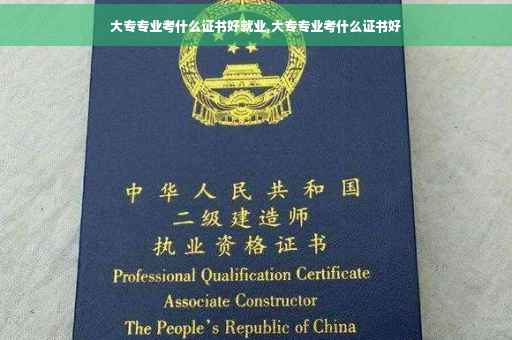 大专专业考什么证书好就业,大专专业考什么证书好
中华人民共和国
二级建造师
执业资格证书
Professional Qualification Certificate
Associate Constructor
The People's Republic of China